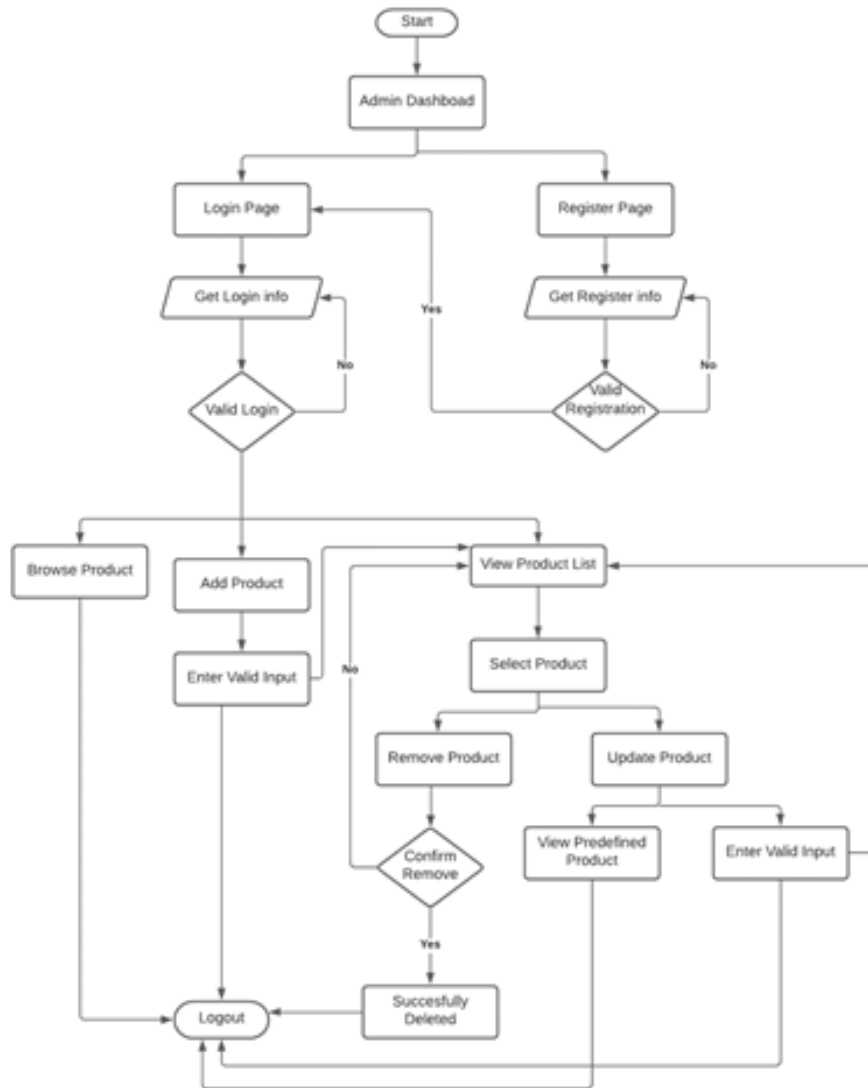 Start
Admin Dashboad
Login Page
Register Page
Get Login info
Get Register info
Yes
No
No
Valid Login
Valid
Registration
Browse Product
Add Product
View Product List
Enter Valid Input
No
Select Product
Remove Product
Update Product
Confirm
Remove
View Predefined
Product
Enter Valid Input
Yes
Succesfully
Deleted
Logout